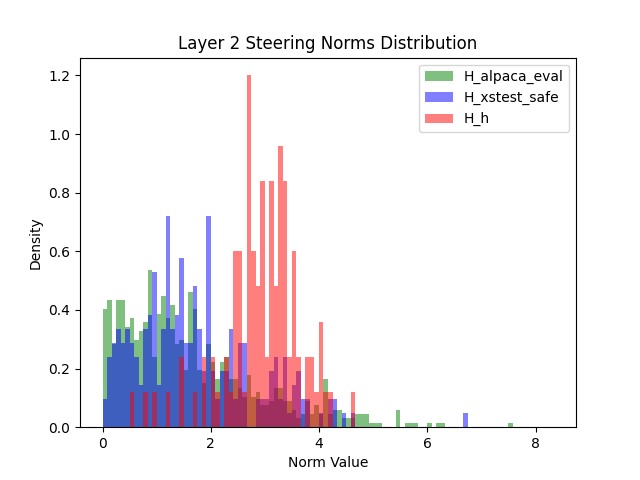 Layer 2 Steering Norms Distribution
H_alpaca_eval
H_xstest_safe
H_h
1.2
1.0
0.8
0.6
0.4
0.2
0.0
Density
0 2 4 6 8
Norm Value